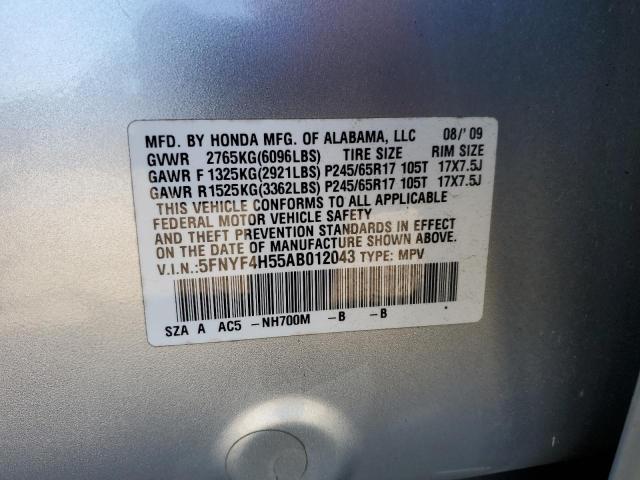 MFD. BY HONDA MFG. OF ALABAMA, LLC 08/'09
GVWR 2765KG(6096LBS) TIRE SIZE RIM SIZE
GAWR F 1325KG(2921LBS) P245/65R17 105T 17X7.5J
GAWR R1525KG(3362LBS) P245/65R17 105T 17X7.5J
THIS VEHICLE CONFORMS TO ALL APPLICABLE
FEDERAL MOTOR VEHICLE SAFETY
AND THEFT PREVENTION STANDARDS IN EFFECT
ON THE DATE OF MANUFACTURE SHOWN ABOVE.
V.I.N.:5FNYF4H55AB012043 TYPE: MPV
SZA A AC5 -NH700M -B -B *